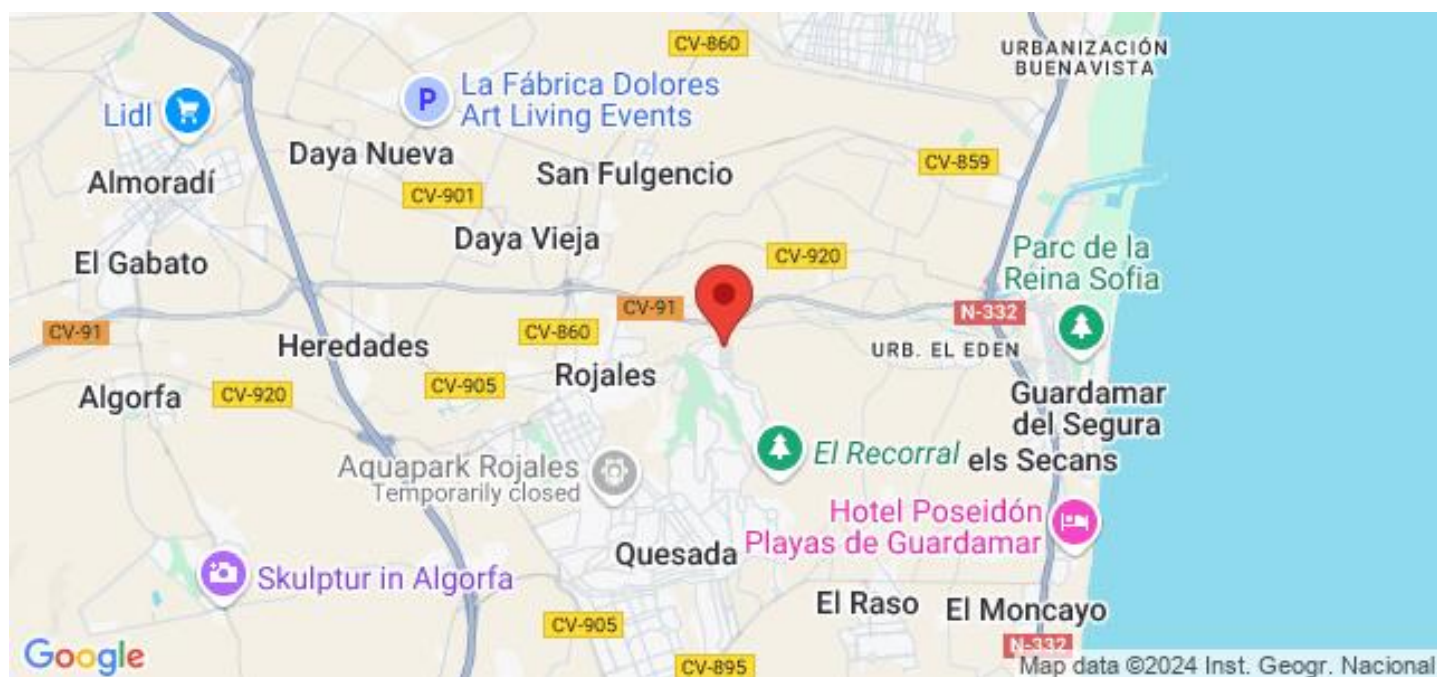 CV-860
URBANIZACIÓN
BUENAVISTA
La Fábrica Dolores
Art Living Events
P
Lidl
Daya Nueva
CV-859
San Fulgencio
Almoradí
CV-901
Daya Vieja
Parc de la
Reina Sofia
CV-920
El Gabato
CV-91
N-332
CV-91
CV-860
Heredades
URB. EL EDEN
Rojales
CV-905
Algorfa
CV-920
Guardamar
del Segura
El Recorral
els Secans
Aquapark Rojales
Temporarily closed
Hotel Poseidón
Playas de Guardamar
Quesada
Skulptur in Algorfa
El Raso
El Moncayo
CV-905
N-332
Google
CV-895
Map data ©2024 Inst. Geogr. Nacional